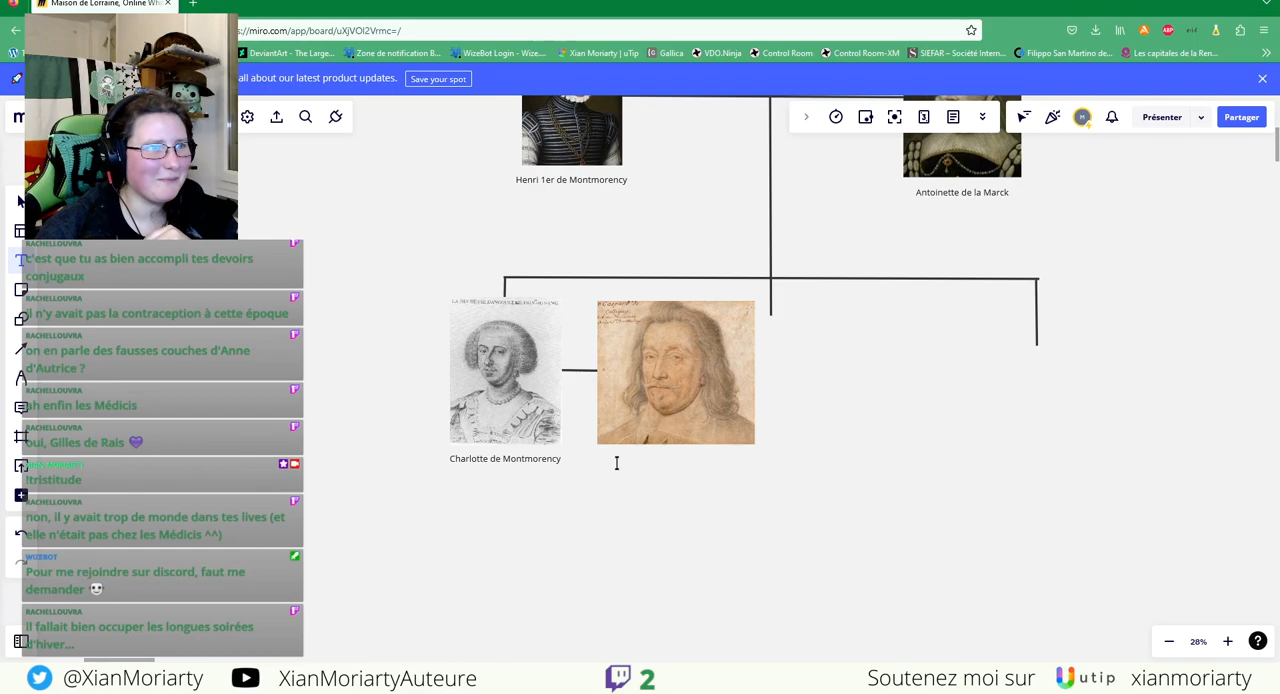 Maison de Lorraine, Online Wh
s://miro.com/app/board/uXjVOl2Vrmc=/
DeviantArt - The Large... Zone de notification B... WizeBot Login - Wize... Xian Moriarty | uTip Gallica VDO.Ninja Control Room Control Room-XM SIEFAR – Société Intern... Filippo San Martino de... Les capitales de la Ren...
all about our latest product updates. Save your spot
Présenter Partager
Henri 1er de Montmorency
Antoinette de la Marck
RACHELLOUVRA
c'est que tu as bien accompli tes devoirs
conjugaux
RACHELLOUVRA
il n'y avait pas la contraception à cette époque
RACHELLOUVRA
on en parle des fausses couches d'Anne
d'Autrice ?
RACHELLOUVRA
ah enfin les Médicis
RACHELLOUVRA
oui, Gilles de Rais 💜
!tristitude
RACHELLOUVRA
non, il y avait trop de monde dans tes lives (et
elle n'était pas chez les Médicis ^^)
WIZEBOT
Pour me rejoindre sur discord, faut me
demander 💀
RACHELLOUVRA
il fallait bien occuper les longues soirées
d'hiver...
Charlotte de Montmorency
28%
@XianMoriarty XianMoriartyAuteure 2 Soutenez moi sur utip xianmoriarty